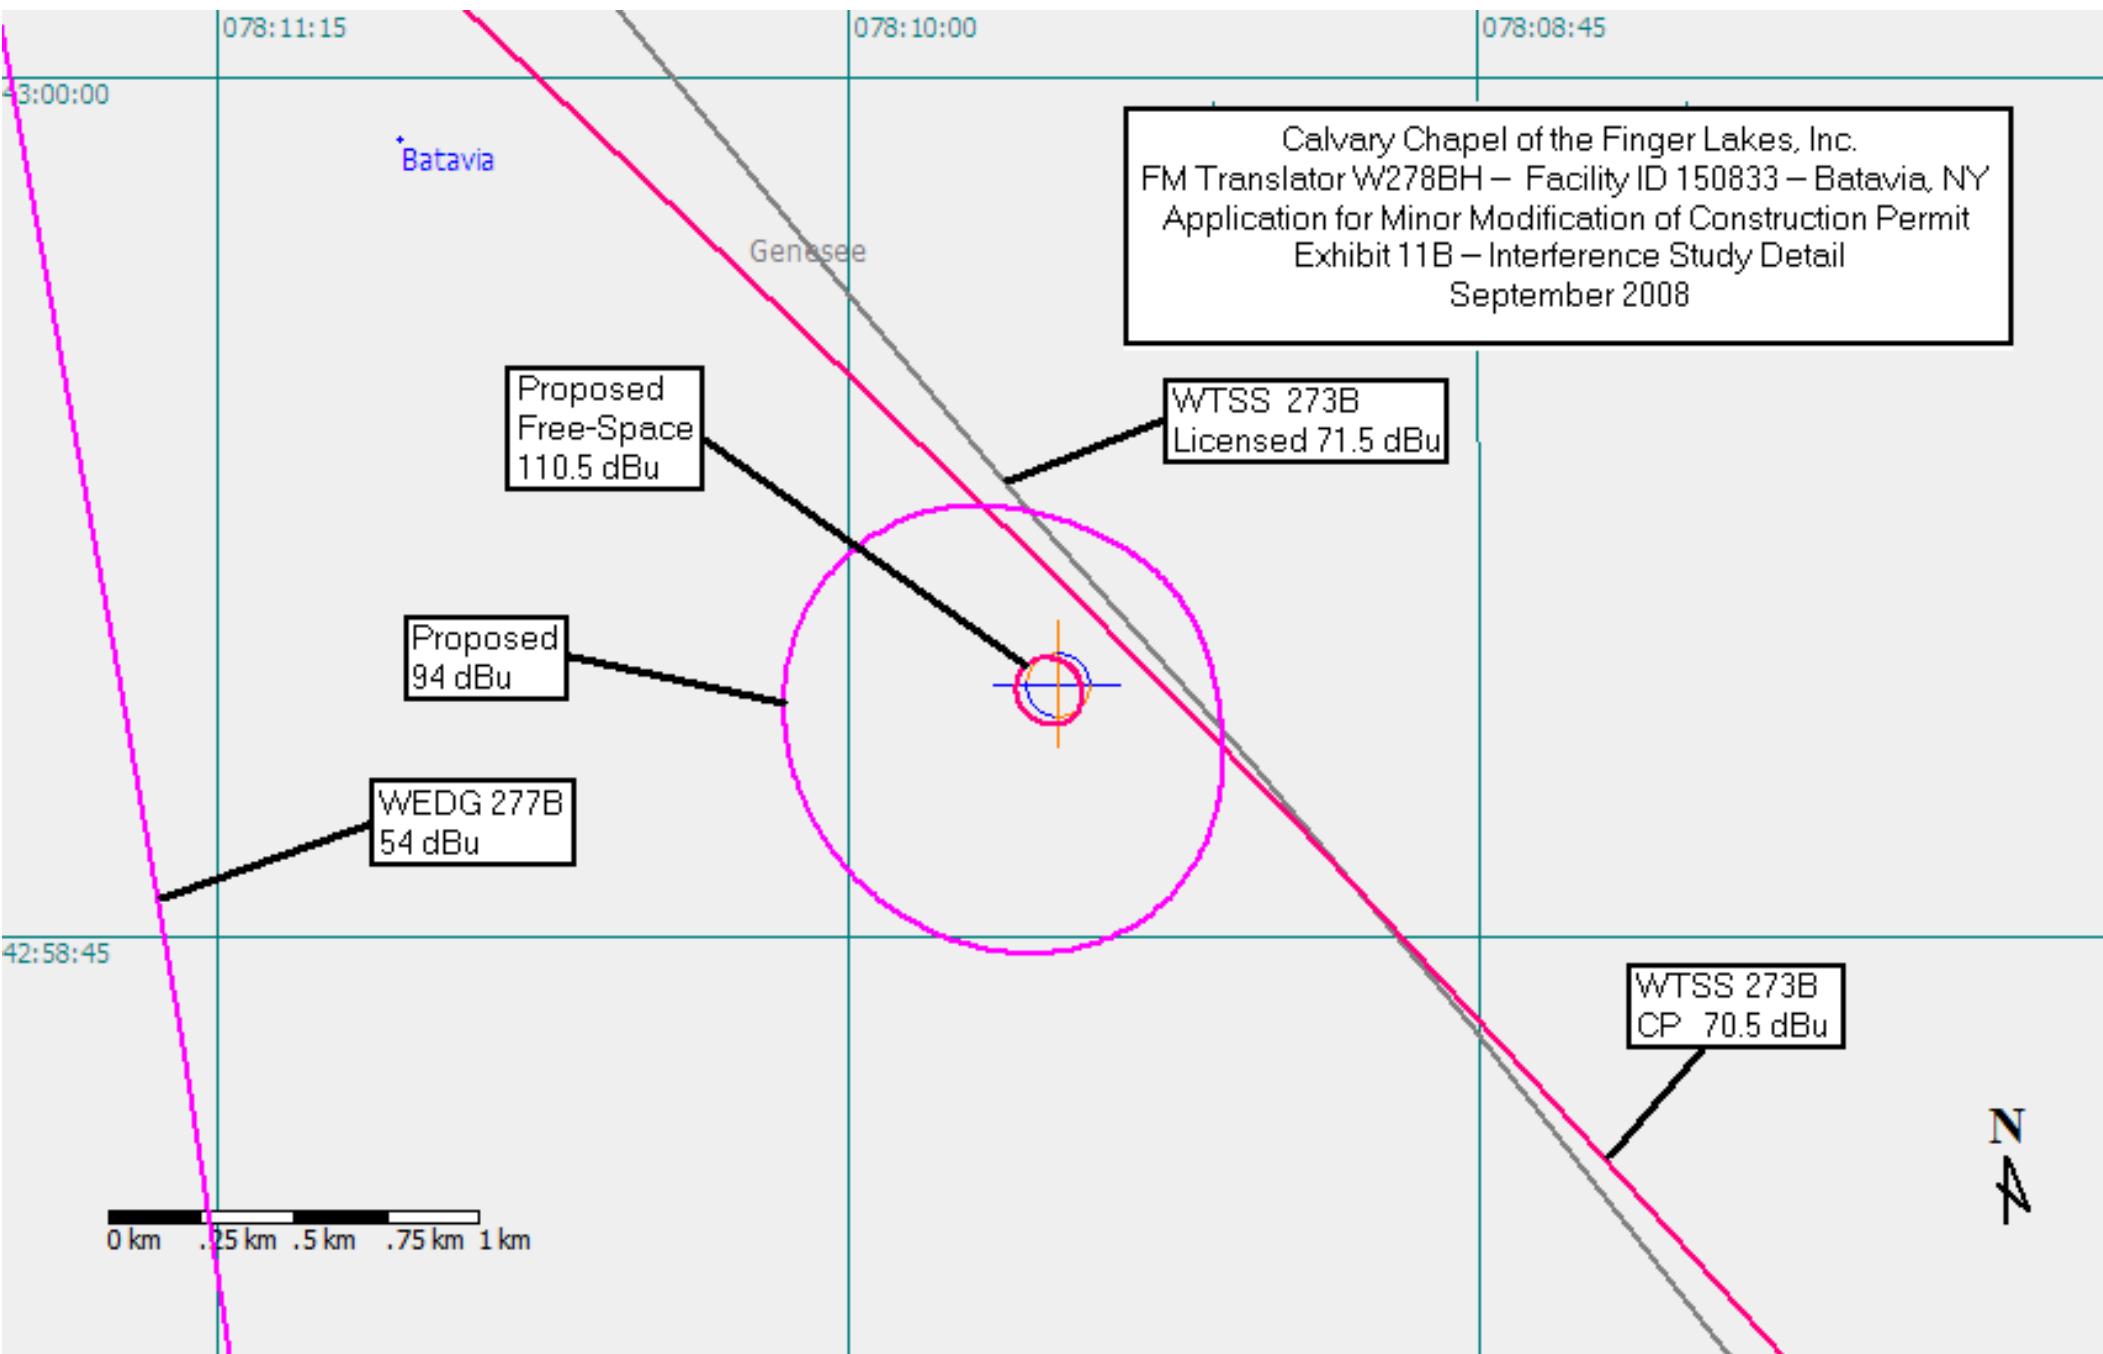 078:11:15
078:10:00
078:08:45
43:00:00
Batavia
Genesee
Calvary Chapel of the Finger Lakes, Inc.
FM Translator W278BH – Facility ID 150833 – Batavia, NY
Application for Minor Modification of Construction Permit
Exhibit 11B – Interference Study Detail
September 2008
Proposed
Free-Space
110.5 dBu
WTSS 273B
Licensed 71.5 dBu
Proposed
94 dBu
WEDG 277B
54 dBu
42:58:45
WTSS 273B
CP 70.5 dBu
N
0 km .25 km .5 km .75 km 1 km